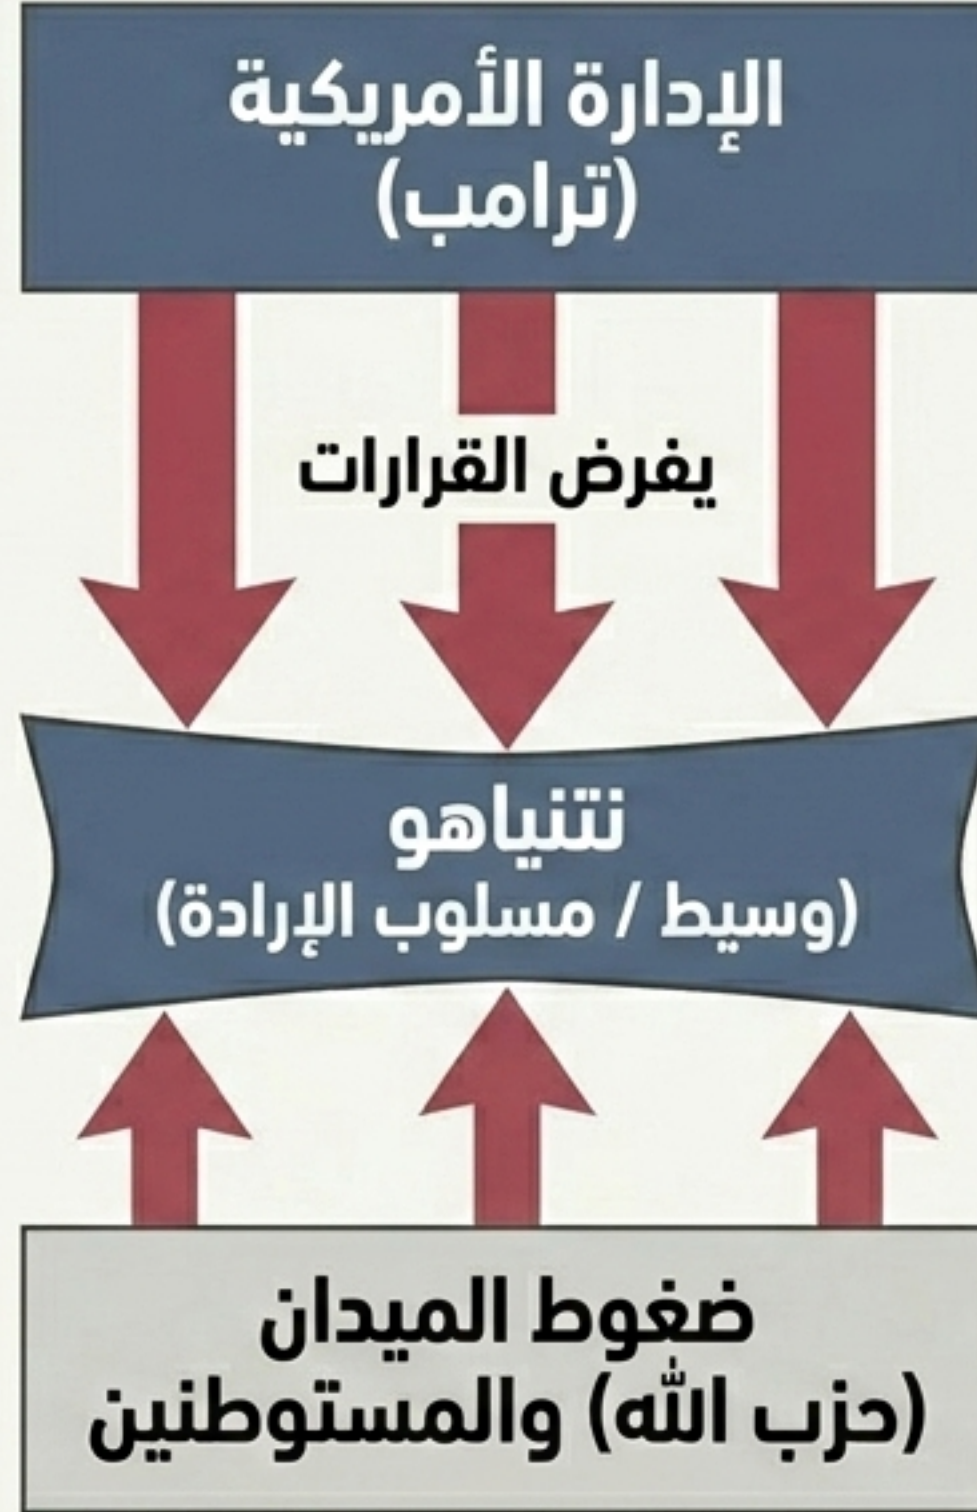 الإدارة الأمريكية
(ترامب)
يفرض القرارات
نتنياهو
(وسيط / مسلوب الإرادة)
ضغوط الميدان
(حزب الله) والمستوطنين